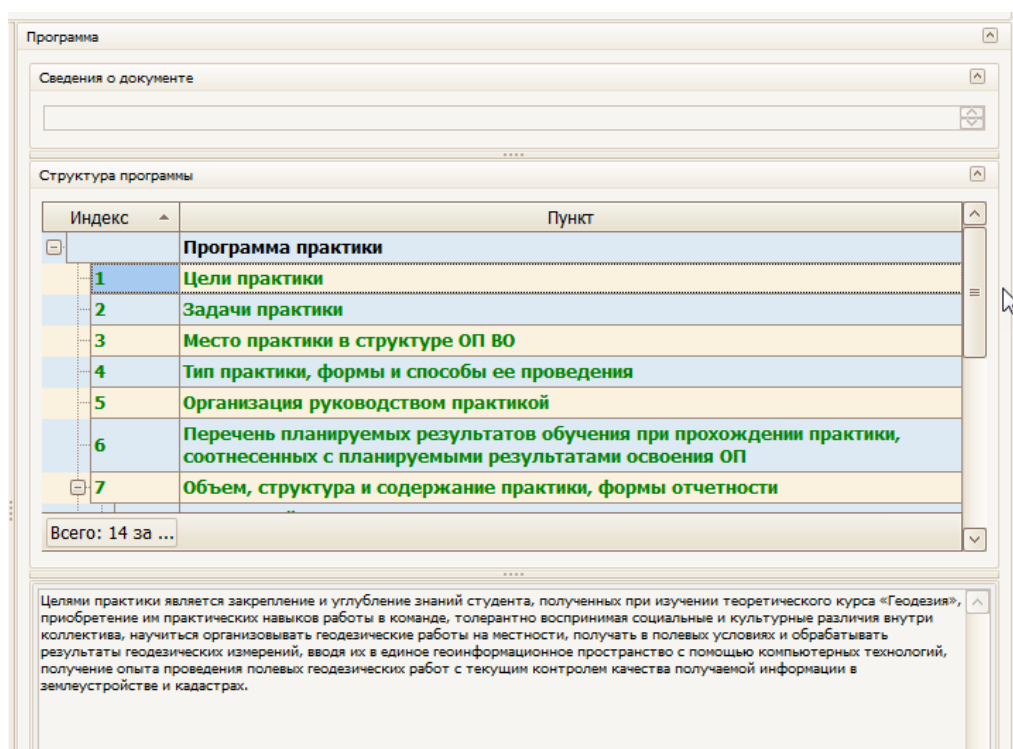 Программа
Сведения о документе
Структура программы
Индекс Пункт
Программа практики
1 Цели практики
2 Задачи практики
3 Место практики в структуре ОП ВО
4 Тип практики, формы и способы ее проведения
5 Организация руководством практикой
6 Перечень планируемых результатов обучения при прохождении практики,
соотнесенных с планируемыми результатами освоения ОП
7 Объем, структура и содержание практики, формы отчетности
Всего: 14 за ...
Целями практики является закрепление и углубление знаний студента, полученных при изучении теоретического курса «Геодезия»,
приобретение им практических навыков работы в команде, толерантно воспринимая социальные и культурные различия внутри
коллектива, научиться организовывать геодезические работы на местности, получать в полевых условиях и обрабатывать
результаты геодезических измерений, вводя их в единое геоинформационное пространство с помощью компьютерных технологий,
получение опыта проведения полевых геодезических работ с текущим контролем качества получаемой информации в
землеустройстве и кадастрах.